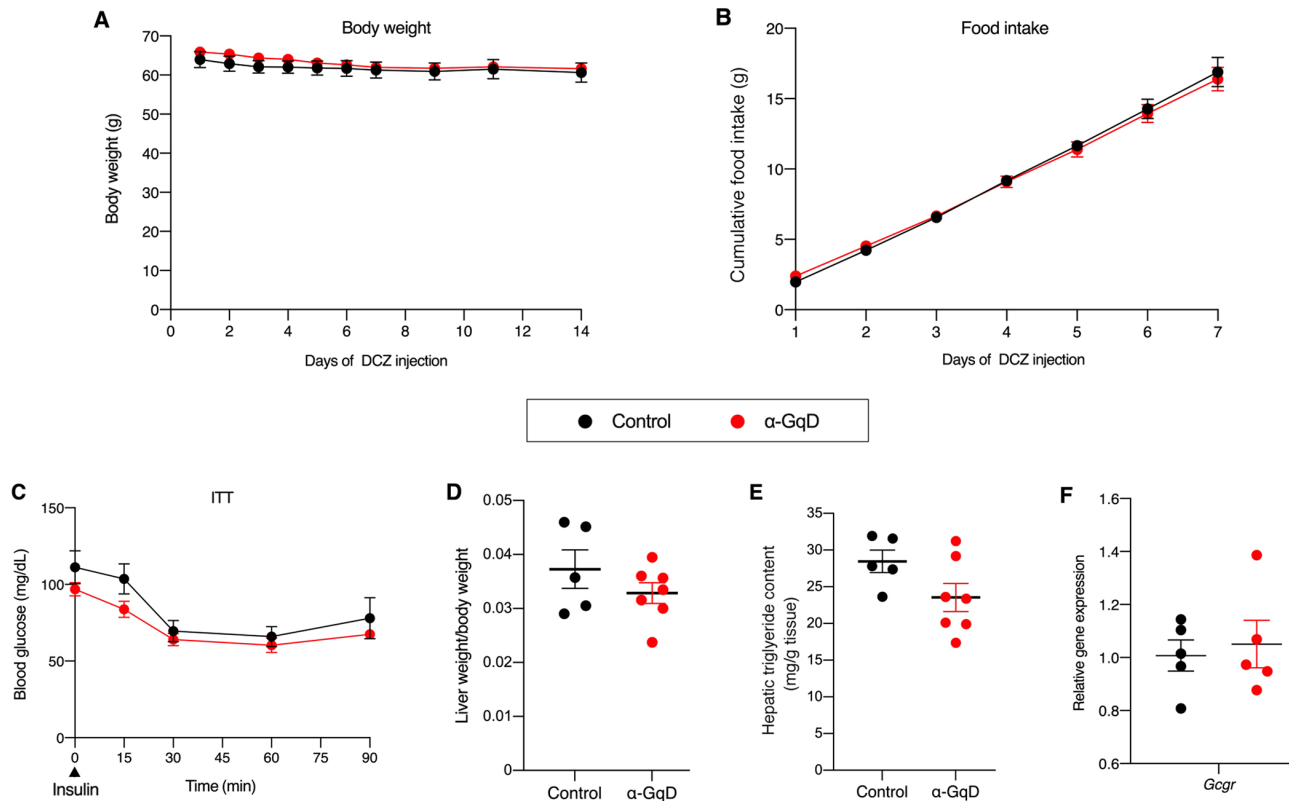 A
Body weight
Body weight (g)
70
60
50
40
30
20
10
0
0 2 4 6 8 10 12 14
Days of DCZ injection
B
Food intake
Cumulative food intake (g)
20
15
10
5
0
1 2 3 4 5 6 7
Days of DCZ injection
Control α-GqD
C
ITT
Blood glucose (mg/dL)
150
100
50
0
0 15 30 45 60 75 90
Insulin
Time (min)
D
Liver weight/body weight
0.05
0.04
0.03
0.02
0.01
0
Control α-GqD
E
Hepatic triglyceride content
(mg/g tissue)
35
30
25
20
15
10
5
0
Control α-GqD
F
Relative gene expression
1.6
1.4
1.2
1.0
0.8
0.6
Gcgr